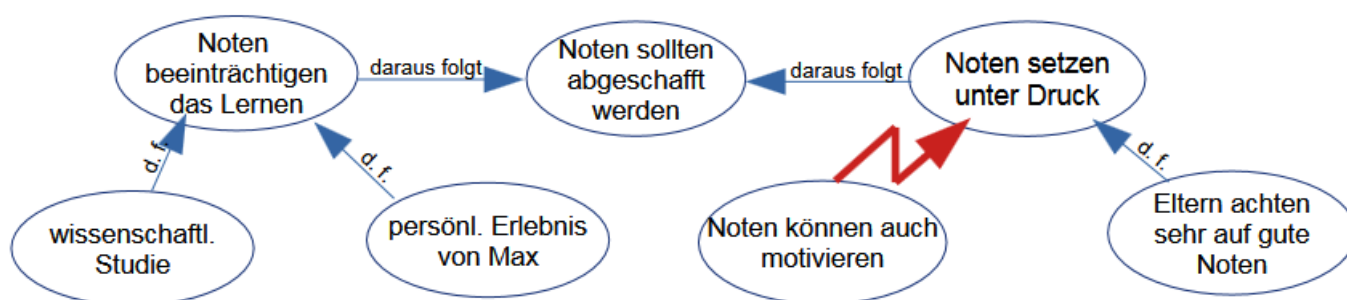 Noten
beeinträchtigen
das Lernen
daraus folgt
Noten sollten
abgeschafft
werden
daraus folgt
Noten setzen
unter Druck
d. f.
d. f.
d. f.
wissenschaftl.
Studie
persönl. Erlebnis
von Max
Noten können auch
motivieren
Eltern achten
sehr auf gute
Noten